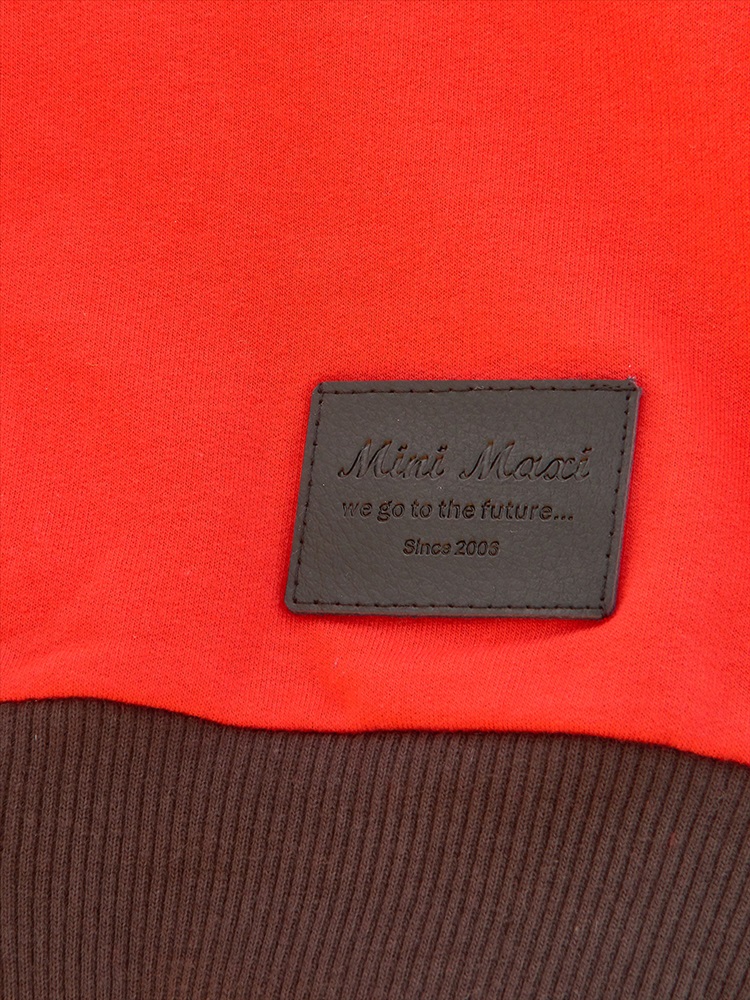 Mini Maxi
we go to the future...
Since 2006